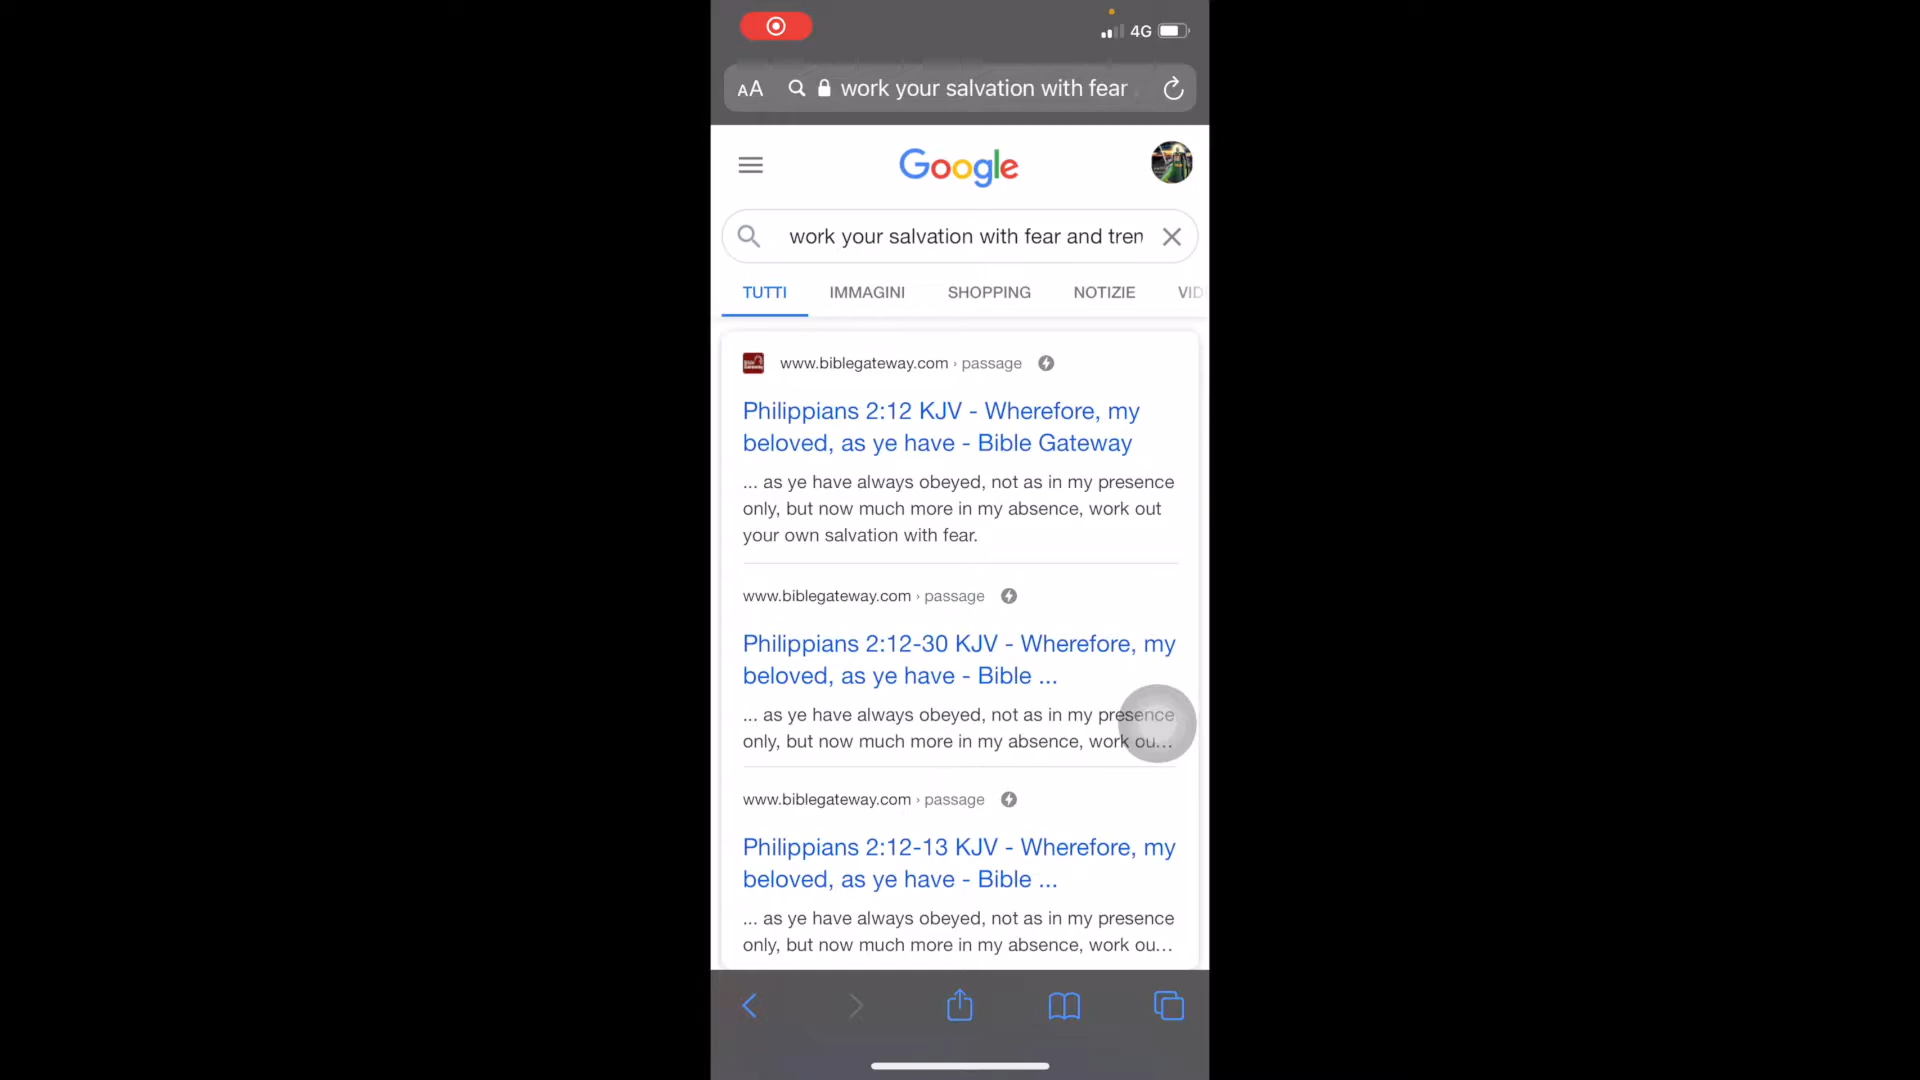 4G
AA work your salvation with fear
Google
work your salvation with fear and tren
TUTTI IMMAGINI SHOPPING NOTIZIE VID
www.biblegateway.com › passage
Philippians 2:12 KJV - Wherefore, my
beloved, as ye have - Bible Gateway
... as ye have always obeyed, not as in my presence
only, but now much more in my absence, work out
your own salvation with fear.
www.biblegateway.com › passage
Philippians 2:12-30 KJV - Wherefore, my
beloved, as ye have - Bible ...
... as ye have always obeyed, not as in my presence
only, but now much more in my absence, work ou...
www.biblegateway.com › passage
Philippians 2:12-13 KJV - Wherefore, my
beloved, as ye have - Bible ...
... as ye have always obeyed, not as in my presence
only, but now much more in my absence, work ou...